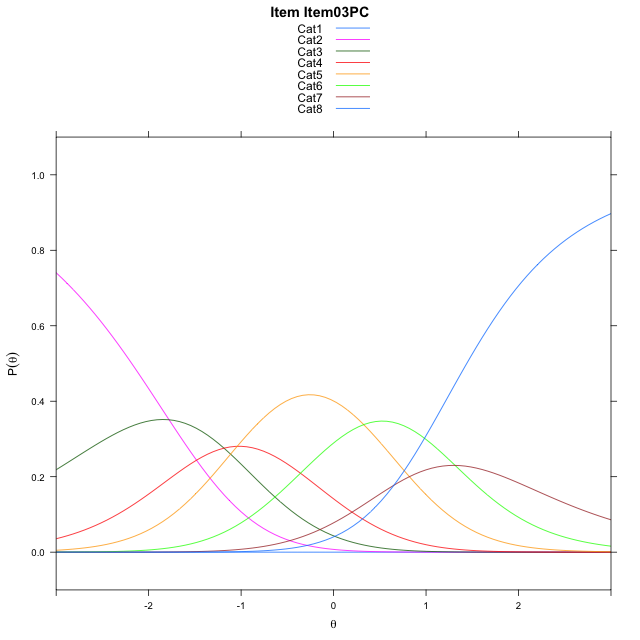 Item Item03PC
Cat1
Cat2
Cat3
Cat4
Cat5
Cat6
Cat7
Cat8
P(θ)
1.0
0.8
0.6
0.4
0.2
0.0
-2 -1 0 1 2
θ